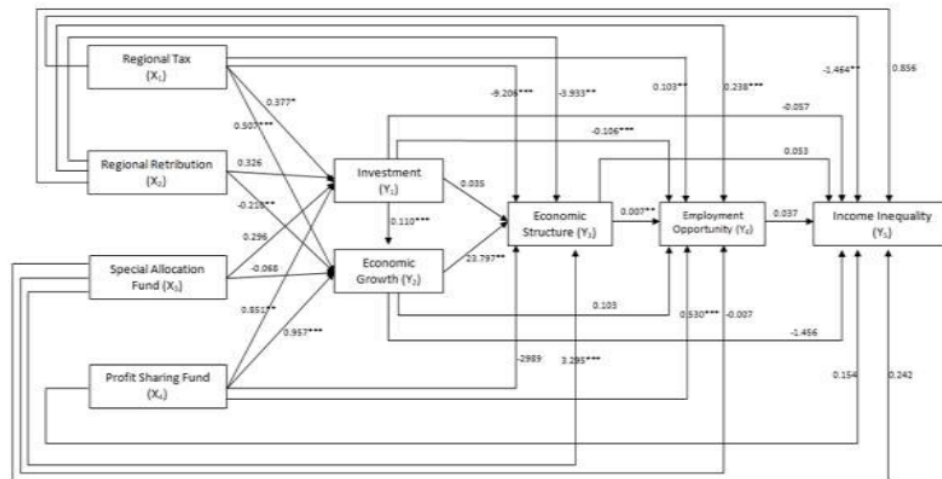 Regional Tax
(X₁)
Regional Retribution
(X₂)
Special Allocation
Fund (X₃)
Profit Sharing Fund
(X₄)
Investment
(Y₁)
Economic
Growth (Y₂)
Economic
Structure (Y₃)
Employment
Opportunity (Y₄)
Income Inequality
(Y₅)
0.377*
0.507***
0.326
-0.216**
0.296
-0.068
0.851**
0.957***
0.110***
0.035
23.797**
-9.206***
-3.933**
0.103**
0.238***
-1.464**
0.856
-0.057
-0.106***
0.053
0.007**
0.037
0.103
-1.456
-2989
3.295***
0.530***
-0.007
0.154
0.242